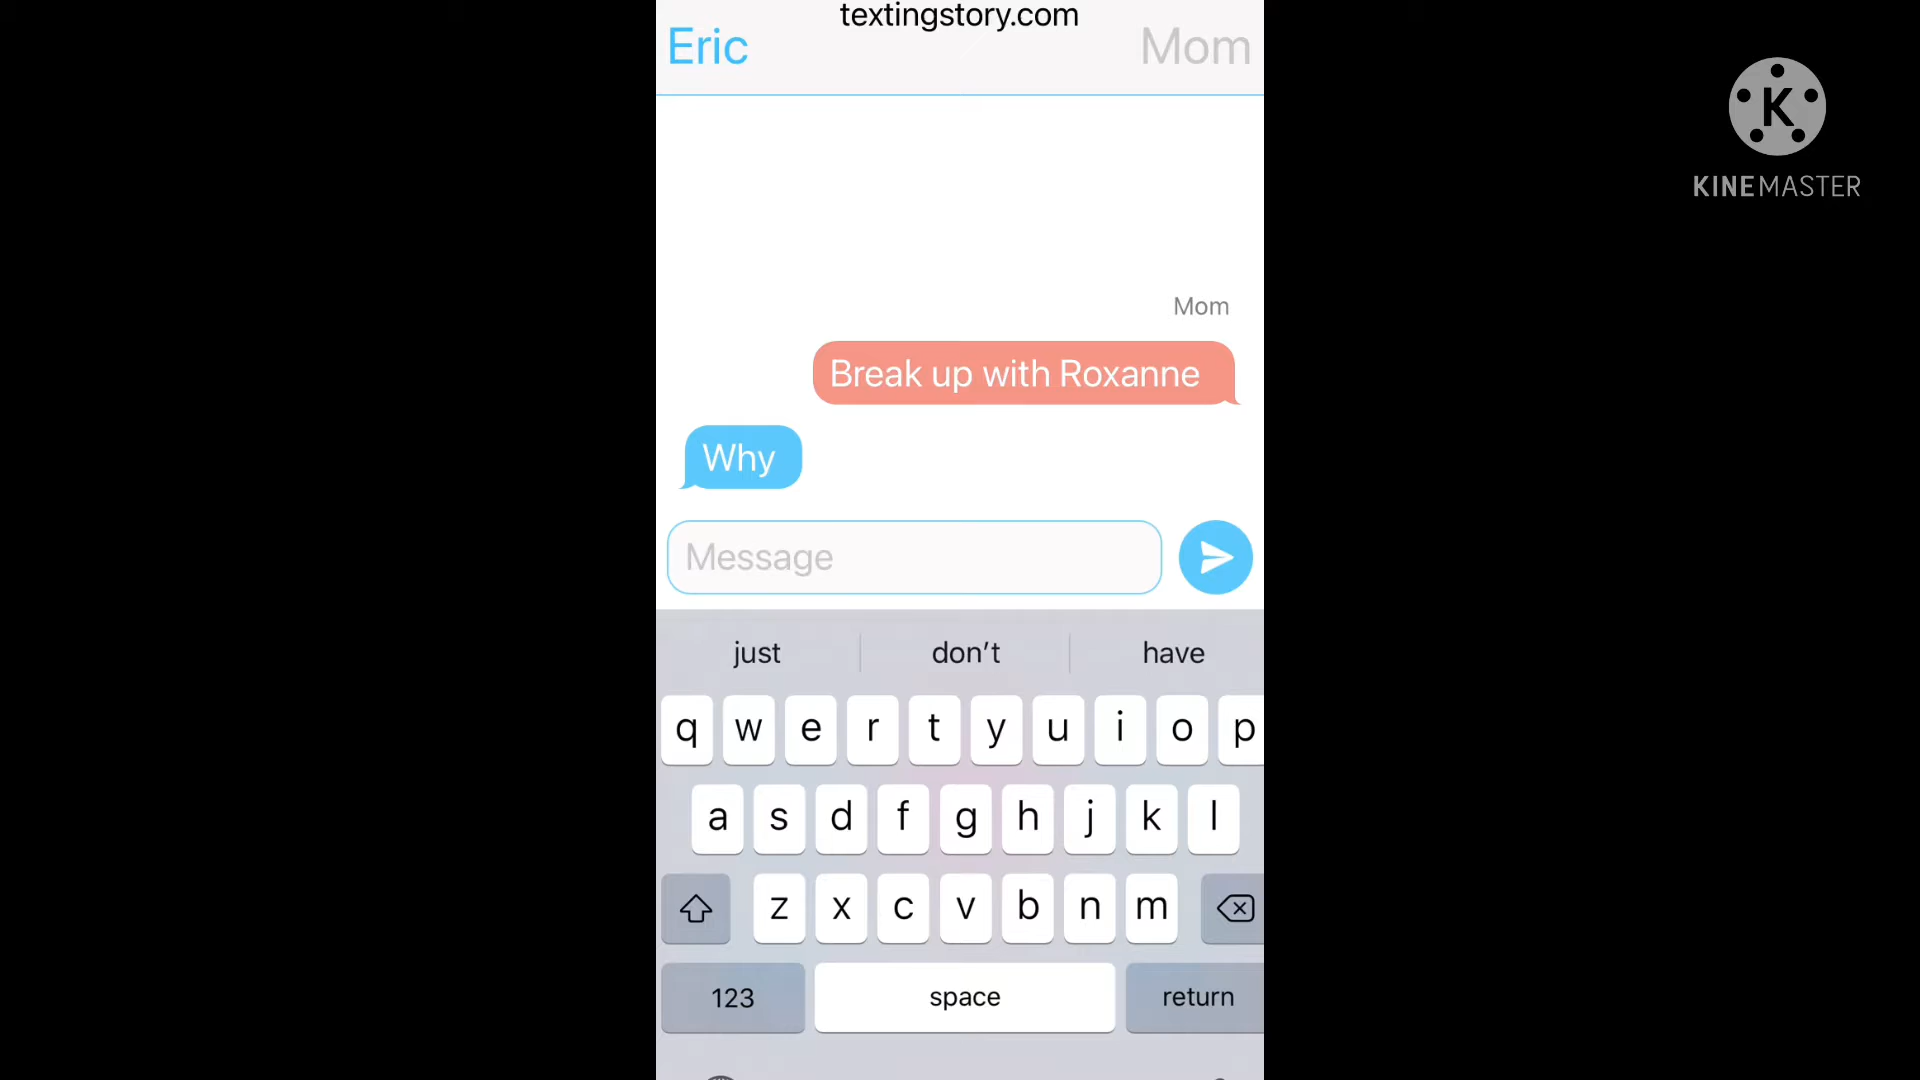 textingstory.com
Eric
Mom
K
KINEMASTER
Mom
Break up with Roxanne
Why
Message
just don't have
q w e r t y u i o p
a s d f g h j k l
z x c v b n m
123 space return